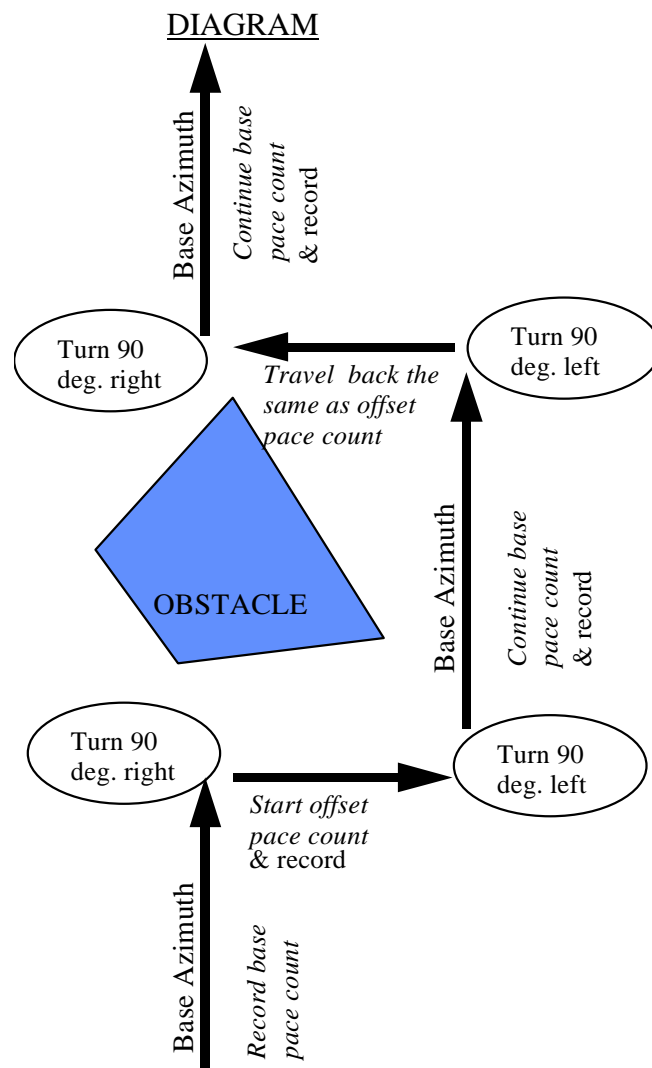 DIAGRAM
Base Azimuth
Continue base
pace count
& record
Turn 90
deg. right
Turn 90
deg. left
Travel back the
same as offset
pace count
OBSTACLE
Base Azimuth
Continue base
pace count
& record
Turn 90
deg. right
Turn 90
deg. left
Start offset
pace count
& record
Base Azimuth
Record base
pace count